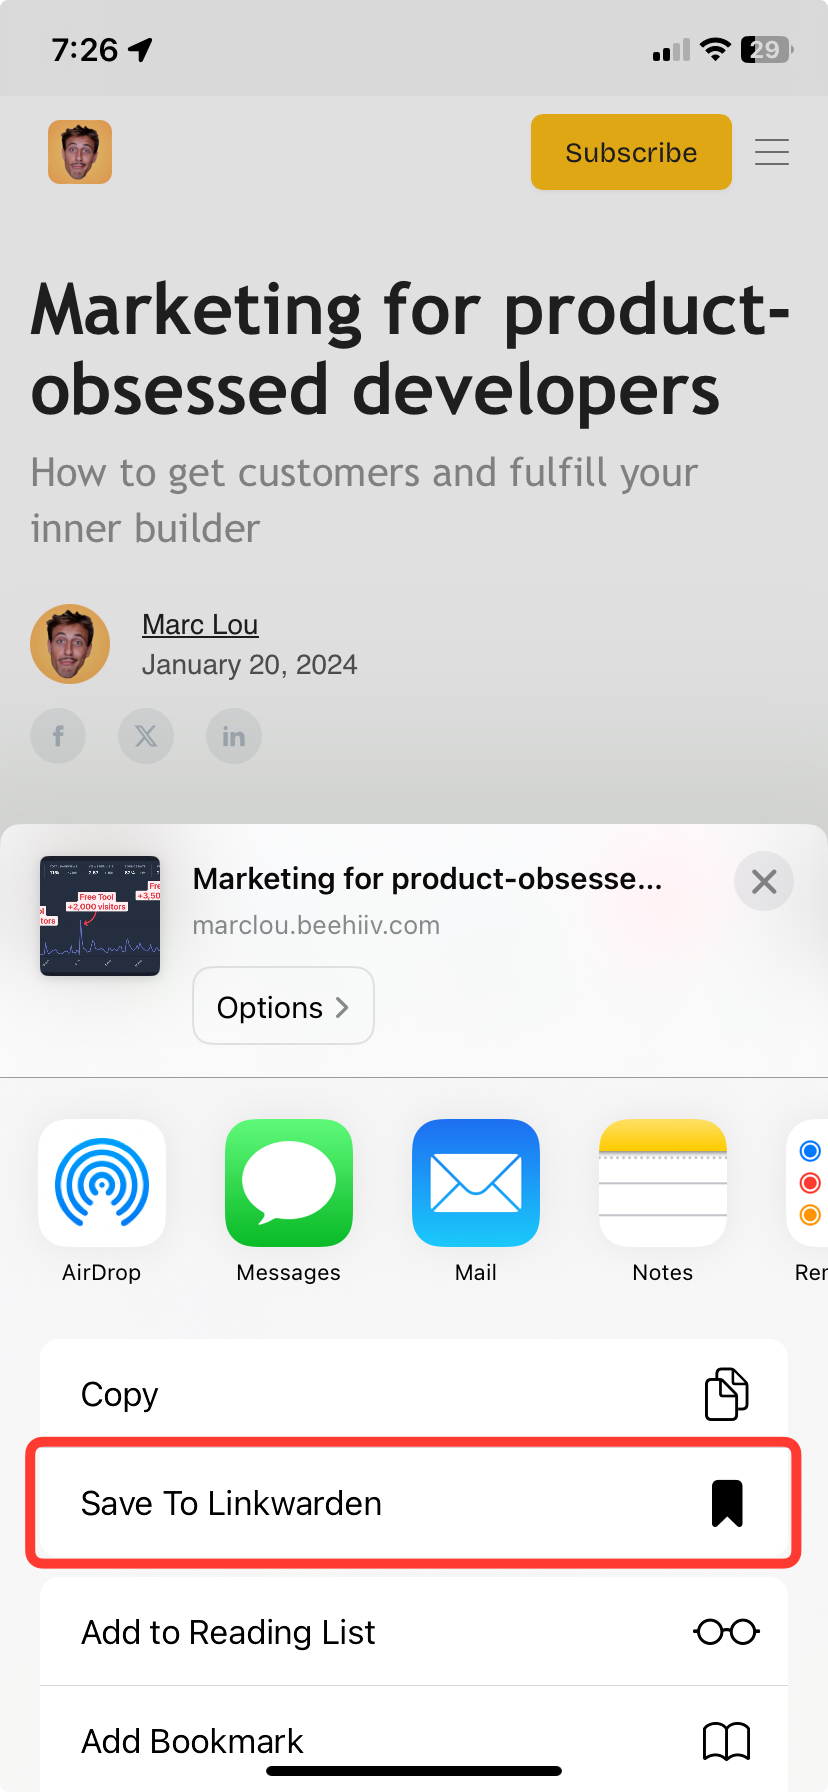 7:26
29
Subscribe
Marketing for product-
obsessed developers
How to get customers and fulfill your
inner builder
Marc Lou
January 20, 2024
Marketing for product-obsesse...
marclou.beehiiv.com
Free Tool
+2,000 visitors
Options
AirDrop
Messages
Mail
Notes
Copy
Save To Linkwarden
Add to Reading List
Add Bookmark